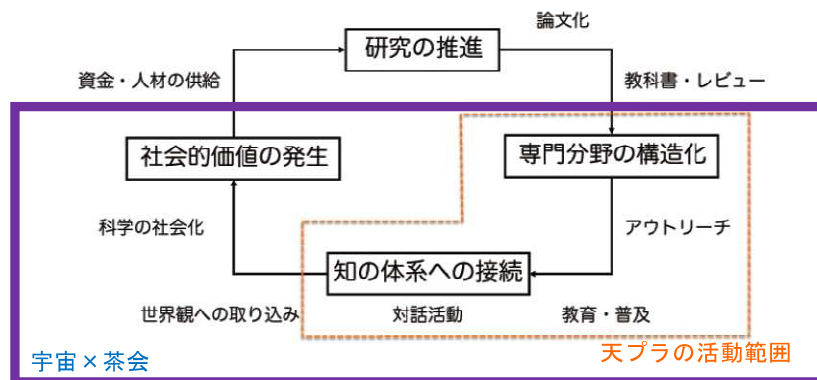 論文化
研究の推進
資金・人材の供給
教科書・レビュー
社会的価値の発生
専門分野の構造化
科学の社会化
アウトリーチ
知の体系への接続
世界観への取り込み
対話活動
教育・普及
宇宙×茶会
天プラの活動範囲